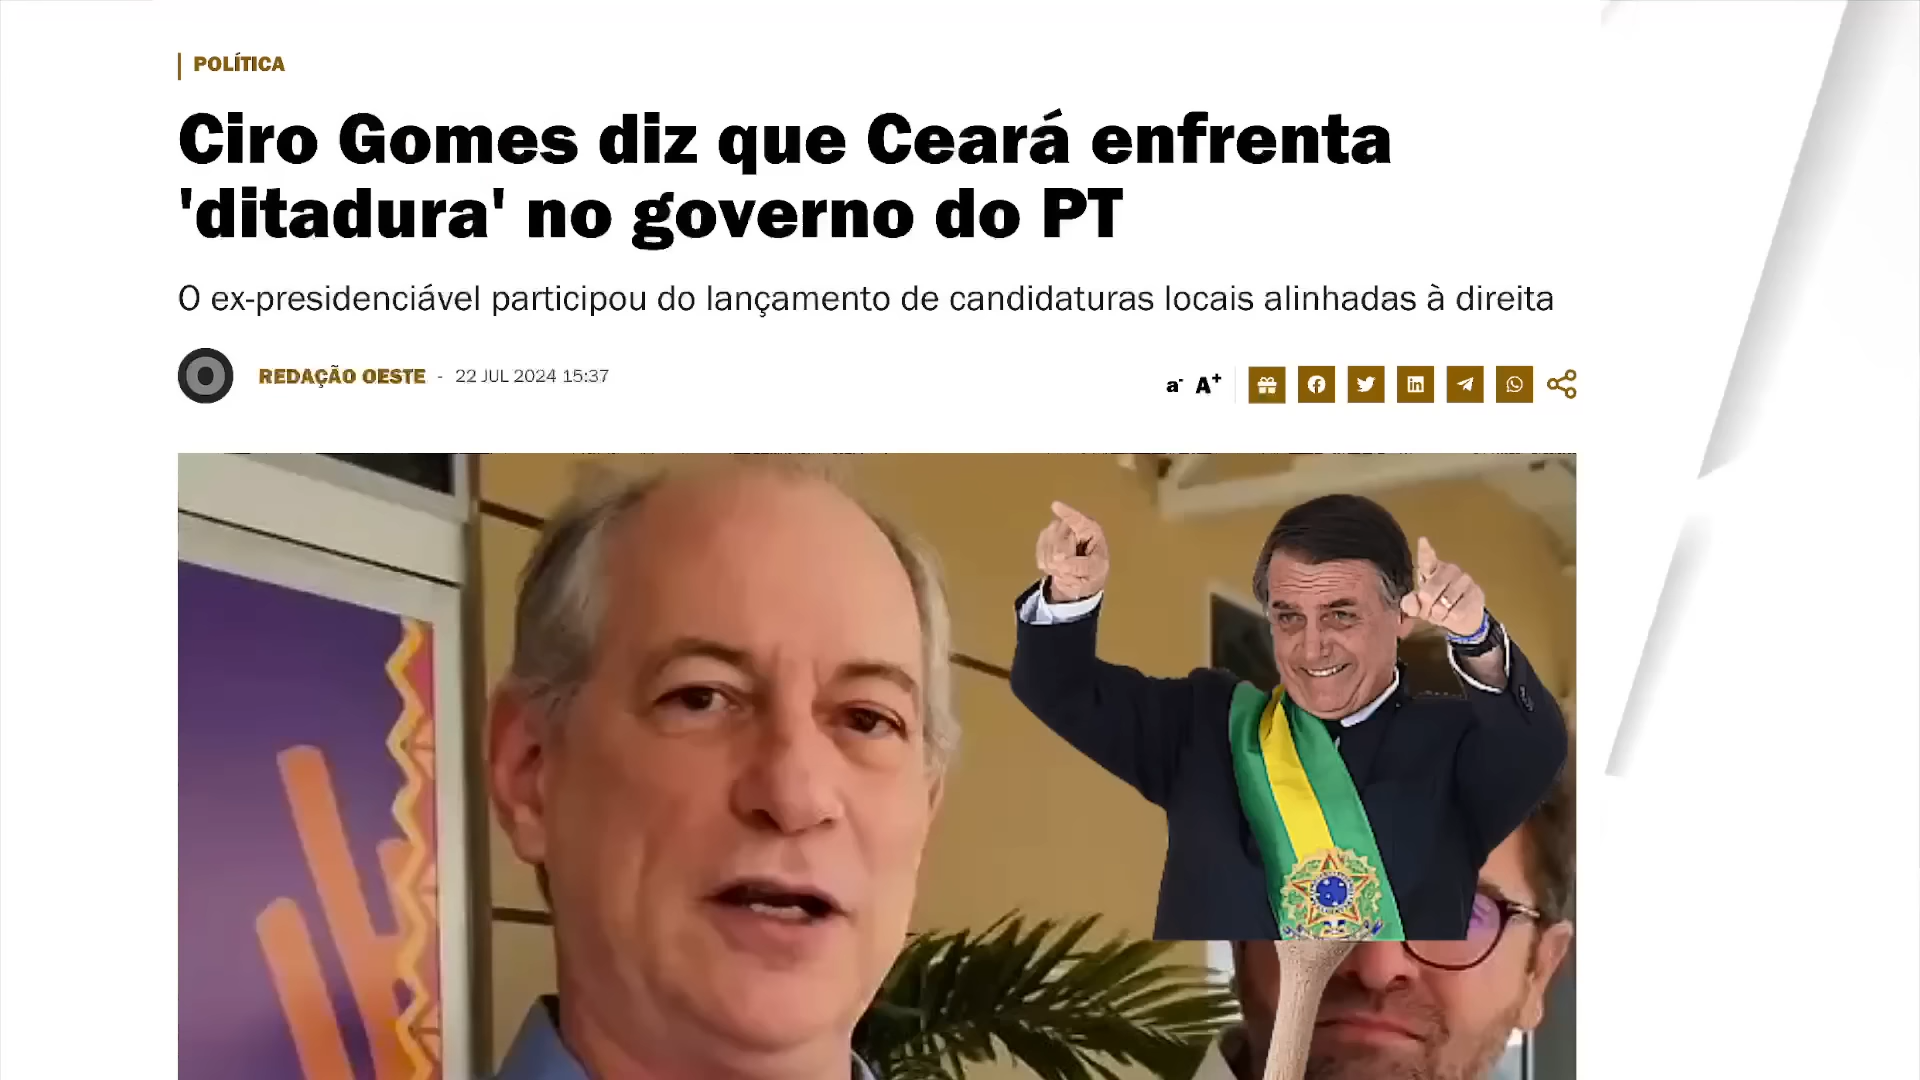 POLÍTICA
Ciro Gomes diz que Ceará enfrenta
'ditadura' no governo do PT
O ex-presidenciável participou do lançamento de candidaturas locais alinhadas à direita
REDAÇÃO OESTE - 22 JUL 2024 15:37
a- A+